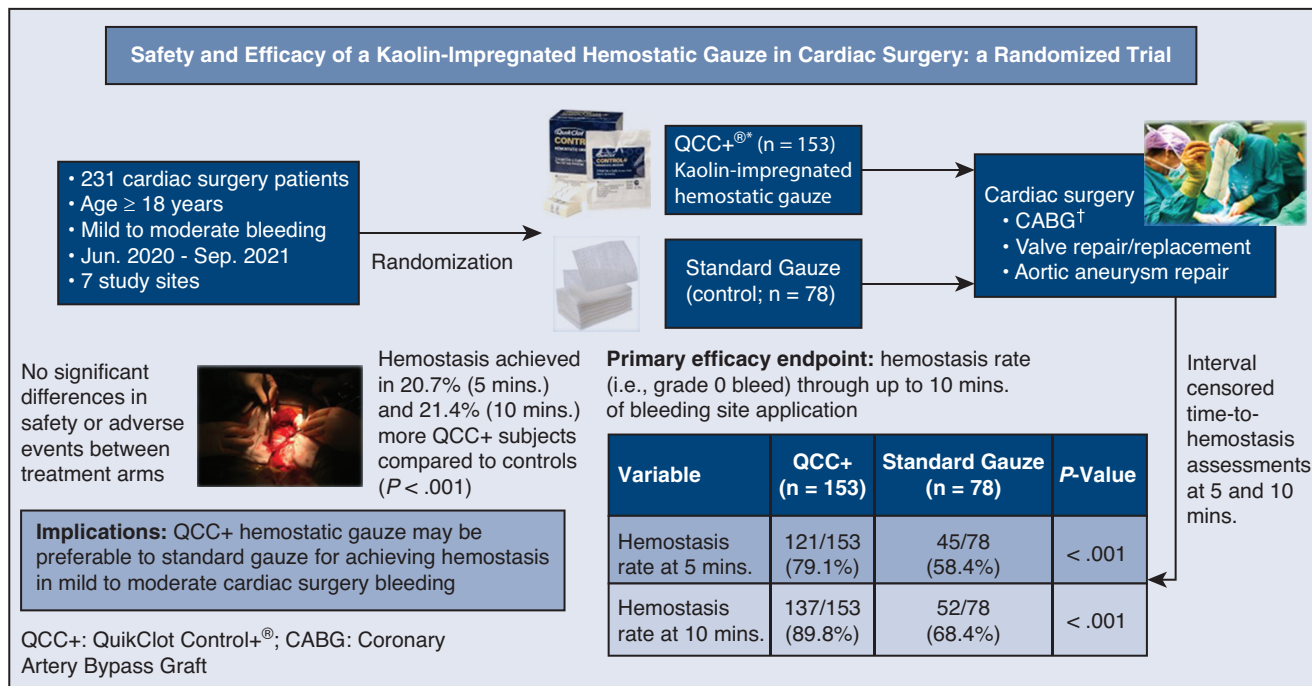 Safety and Efficacy of a Kaolin-Impregnated Hemostatic Gauze in Cardiac Surgery: a Randomized Trial
• 231 cardiac surgery patients
• Age ≥ 18 years
• Mild to moderate bleeding
• Jun. 2020 - Sep. 2021
• 7 study sites
Randomization
QuikClot
CONTROL+
QCC+®* (n = 153)
Kaolin-impregnated
hemostatic gauze
Standard Gauze
(control; n = 78)
Cardiac surgery
• CABG†
• Valve repair/replacement
• Aortic aneurysm repair
Interval
censored
time-to-
hemostasis
assessments
at 5 and 10
mins.
No significant
differences in
safety or adverse
events between
treatment arms
Hemostasis achieved
in 20.7% (5 mins.)
and 21.4% (10 mins.)
more QCC+ subjects
compared to controls
(P < .001)
Primary efficacy endpoint: hemostasis rate
(i.e., grade 0 bleed) through up to 10 mins.
of bleeding site application
Variable QCC+ (n = 153) Standard Gauze (n = 78) P-Value
Hemostasis rate at 5 mins. 121/153 (79.1%) 45/78 (58.4%) < .001
Hemostasis rate at 10 mins. 137/153 (89.8%) 52/78 (68.4%) < .001
Implications: QCC+ hemostatic gauze may be
preferable to standard gauze for achieving hemostasis
in mild to moderate cardiac surgery bleeding
QCC+: QuikClot Control+®; CABG: Coronary
Artery Bypass Graft